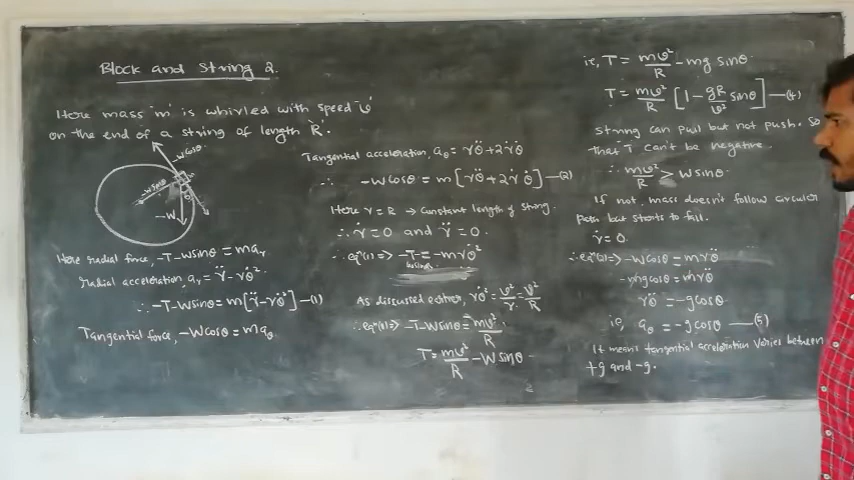 Block and String 2.
Here mass 'm' is whirled with speed 'v'
on the end of a string of length 'R'.
-Wcosθ
m
-Wsinθ
θ
-W
Here radial force, -T-Wsinθ = ma_r
radial acceleration, a_r = r̈-rθ̇².
∴ -T-Wsinθ = m[r̈-rθ̇²] —(1)
Tangential force, -Wcosθ = ma_θ
Tangential acceleration, a_θ = rθ̈+2ṙθ̇
∴ -Wcosθ = m[rθ̈+2ṙθ̇] —(2)
Here r = R → Constant length of string.
∴ ṙ=0 and r̈=0.
∴ eqⁿ(1)=> -T = -mrθ̇²
-Wsinθ
As discussed earlier, rθ̇² = v²/r = v²/R
∴ eqⁿ(1)=> -T-Wsinθ = -mv²/R.
T = mv²/R - Wsinθ.
i.e, T = mv²/R - mg sinθ.
T = mv²/R [1 - gR/v² sinθ] —(4)
String can pull but not push. So
that T can't be negative.
∴ mv²/R ≥ Wsinθ.
If not, mass doesn't follow circular
path but starts to fall.
ṙ=0.
∴ eqⁿ(2)=> -Wcosθ = mrθ̈
-mgcosθ = mrθ̈
rθ̈ = -gcosθ.
i.e, a_θ = -gcosθ —(5)
It means tangential acceleration varies between
+g and -g.